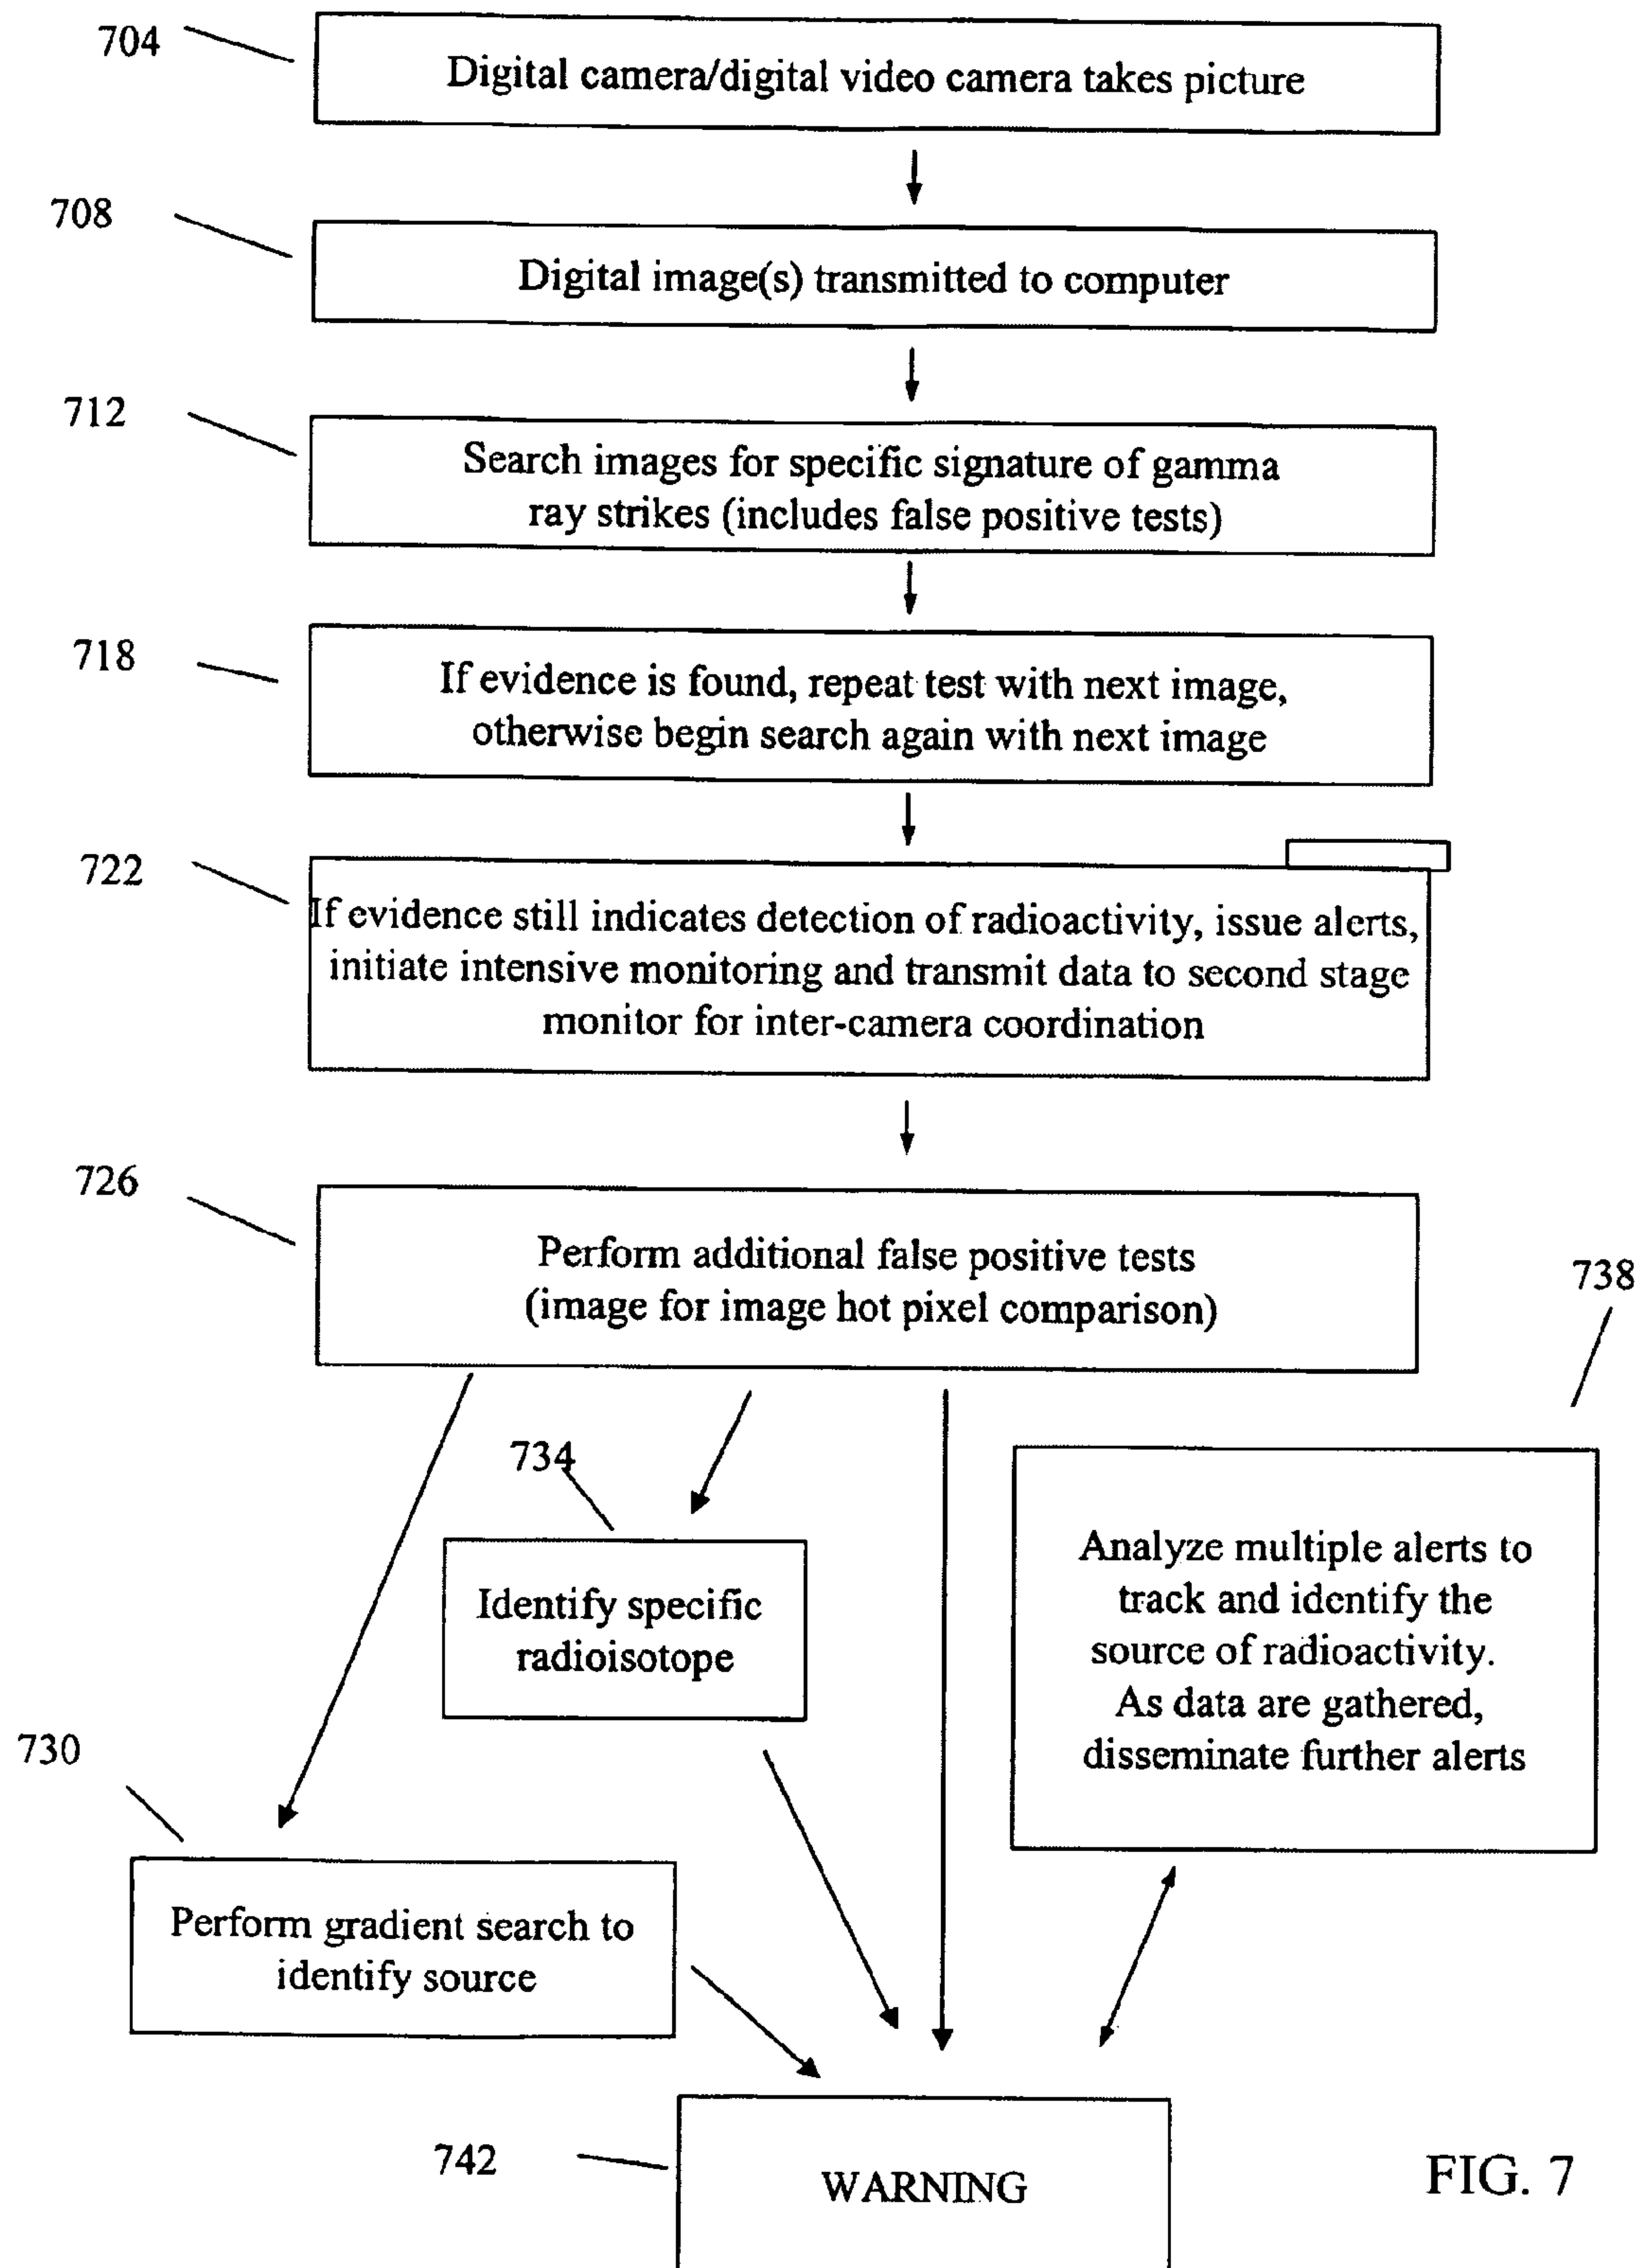 704
Digital camera/digital video camera takes picture
708
Digital image(s) transmitted to computer
712
Search images for specific signature of gamma
ray strikes (includes false positive tests)
718
If evidence is found, repeat test with next image,
otherwise begin search again with next image
722
If evidence still indicates detection of radioactivity, issue alerts,
initiate intensive monitoring and transmit data to second stage
monitor for inter-camera coordination
726
Perform additional false positive tests
(image for image hot pixel comparison)
738
734
Identify specific
radioisotope
Analyze multiple alerts to
track and identify the
source of radioactivity.
As data are gathered,
disseminate further alerts
730
Perform gradient search to
identify source
742
WARNING
FIG. 7